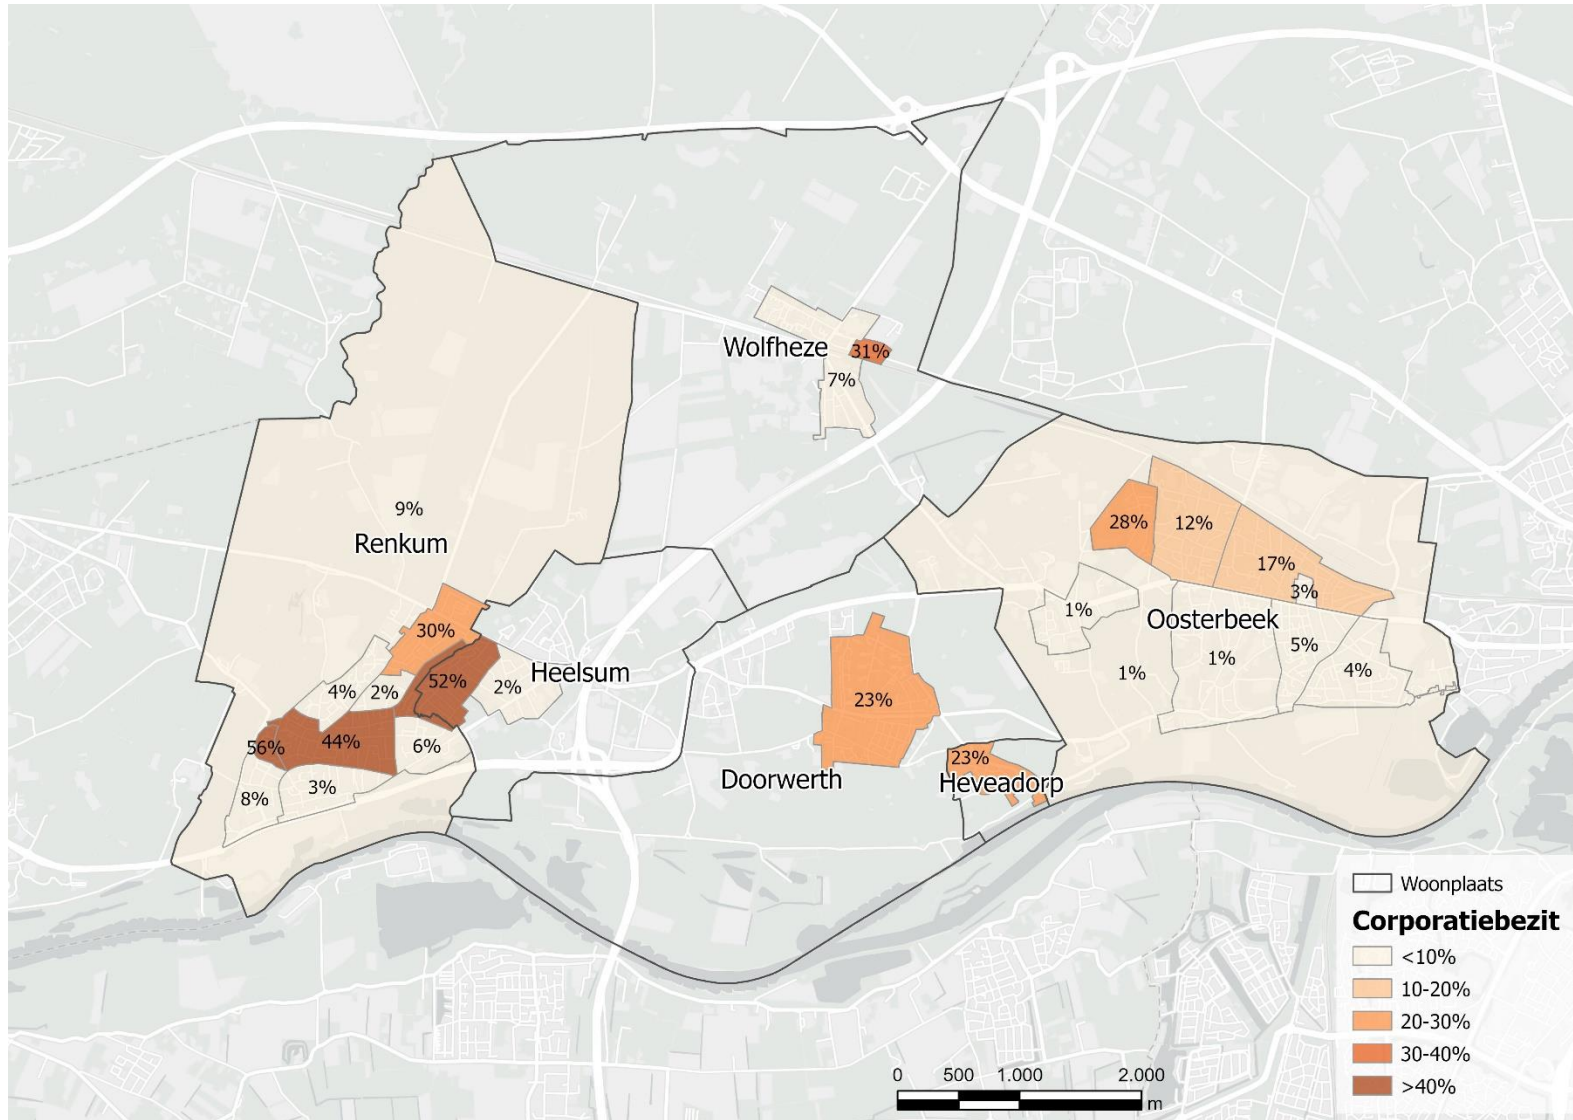 Wolfheze
31%
7%
9%
Renkum
28%
12%
17%
3%
1%
Oosterbeek
30%
Heelsum
52%
2%
4%
2%
1%
1%
5%
4%
23%
56%
44%
6%
8%
3%
Doorwerth
23%
Heveadorp
Woonplaats
Corporatiebezit
<10%
10-20%
20-30%
30-40%
>40%
0 500 1.000 2.000
m